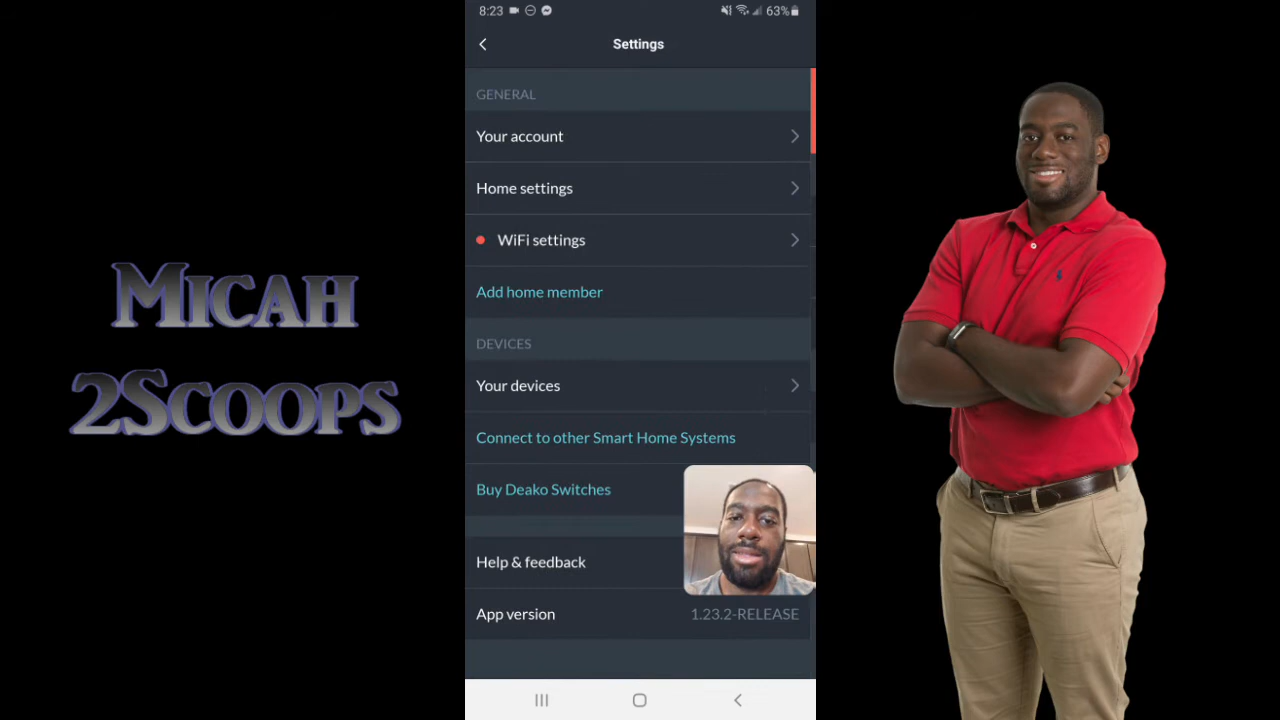 Micah
2Scoops
8:23
63%
Settings
GENERAL
Your account
Home settings
WiFi settings
Add home member
DEVICES
Your devices
Connect to other Smart Home Systems
Buy Deako Switches
Help & feedback
App version
1.23.2-RELEASE